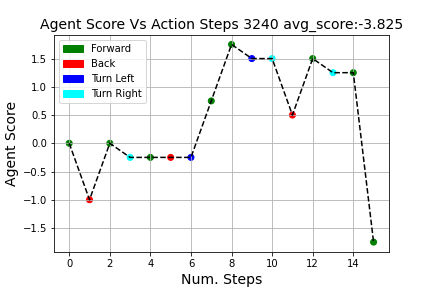 Agent Score Vs Action Steps 3240 avg_score:-3.825
Agent Score
1.5
1.0
0.5
0.0
−0.5
−1.0
−1.5
Forward
Back
Turn Left
Turn Right
0 2 4 6 8 10 12 14
Num. Steps